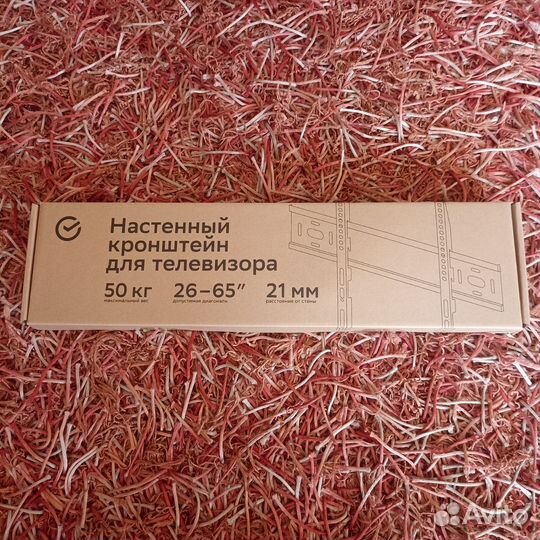 Настенный
кронштейн
для телевизора
50 кг 26–65” 21 мм
максимальный вес допустимая диагональ расстояние от стены
Avito